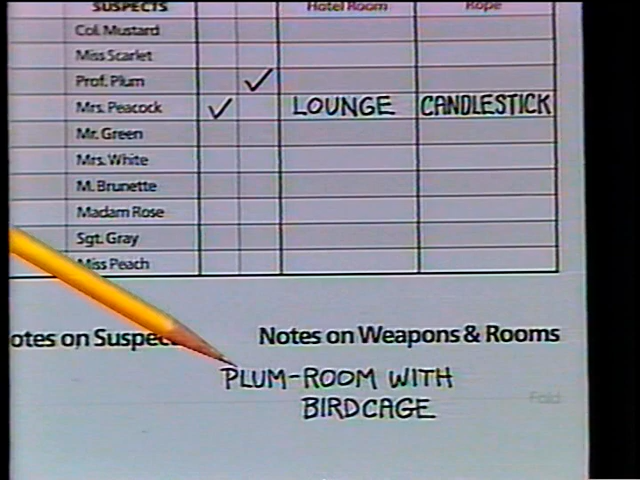 SUSPECTS Hotel Room Rope
Col. Mustard
Miss Scarlet
Prof. Plum ✓
Mrs. Peacock ✓ LOUNGE CANDLESTICK
Mr. Green
Mrs. White
M. Brunette
Madam Rose
Sgt. Gray
Miss Peach
otes on Suspec Notes on Weapons & Rooms
PLUM-ROOM WITH
BIRDCAGE
Fold